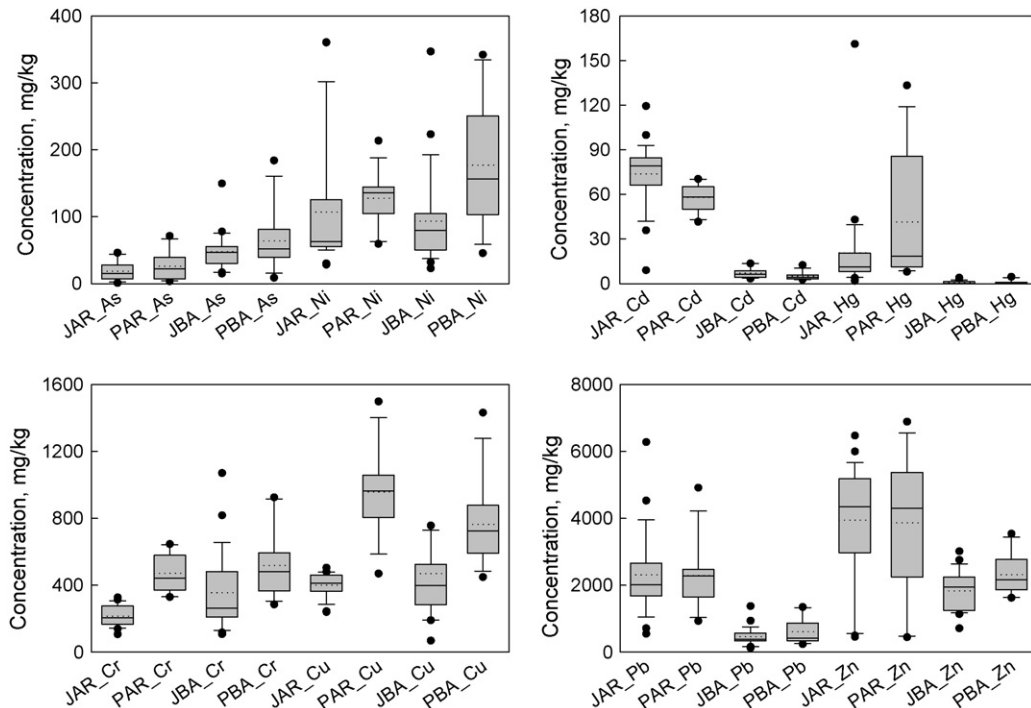 Concentration, mg/kg
400
300
200
100
0
JAR_As
PAR_As
JBA_As
PBA_As
JAR_Ni
PAR_Ni
JBA_Ni
PBA_Ni
Concentration, mg/kg
180
150
120
90
60
30
0
JAR_Cd
PAR_Cd
JBA_Cd
PBA_Cd
JAR_Hg
PAR_Hg
JBA_Hg
PBA_Hg
Concentration, mg/kg
1600
1200
800
400
0
JAR_Cr
PAR_Cr
JBA_Cr
PBA_Cr
JAR_Cu
PAR_Cu
JBA_Cu
PBA_Cu
Concentration, mg/kg
8000
6000
4000
2000
0
JAR_Pb
PAR_Pb
JBA_Pb
PBA_Pb
JAR_Zn
PAR_Zn
JBA_Zn
PBA_Zn